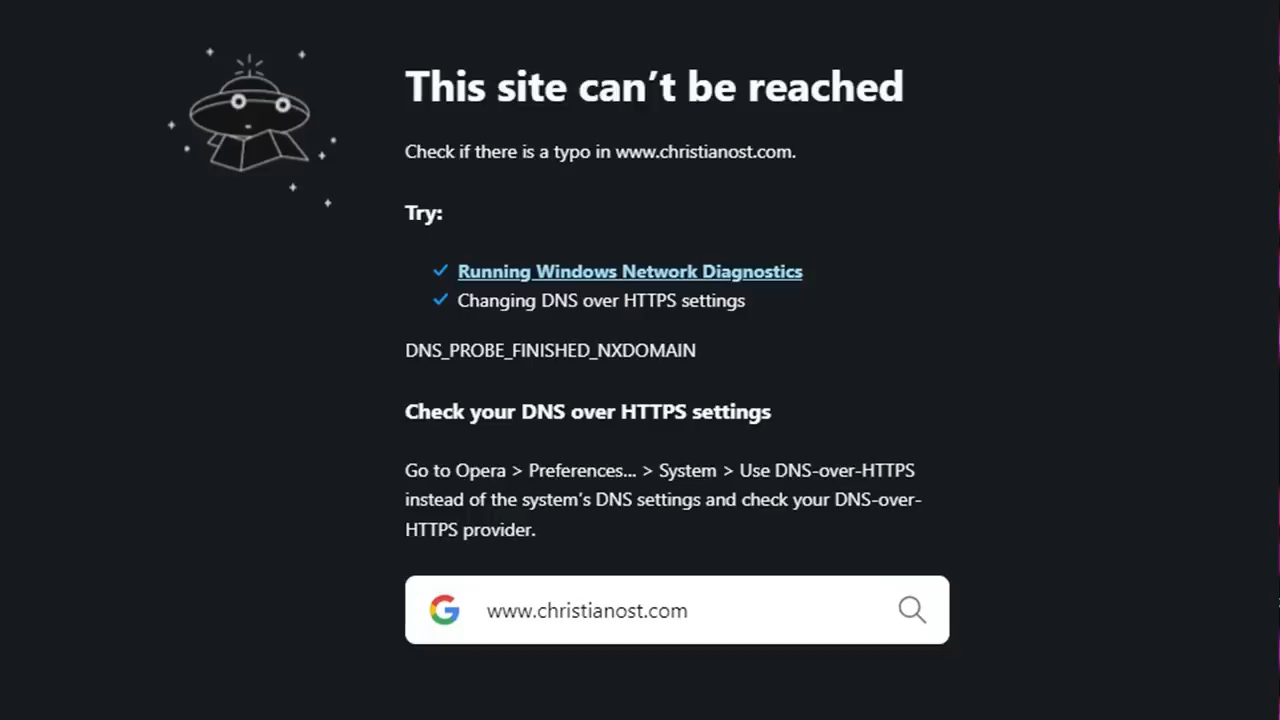 This site can’t be reached
Check if there is a typo in www.christianost.com.
Try:
Running Windows Network Diagnostics
Changing DNS over HTTPS settings
DNS_PROBE_FINISHED_NXDOMAIN
Check your DNS over HTTPS settings
Go to Opera > Preferences... > System > Use DNS-over-HTTPS
instead of the system’s DNS settings and check your DNS-over-
HTTPS provider.
www.christianost.com